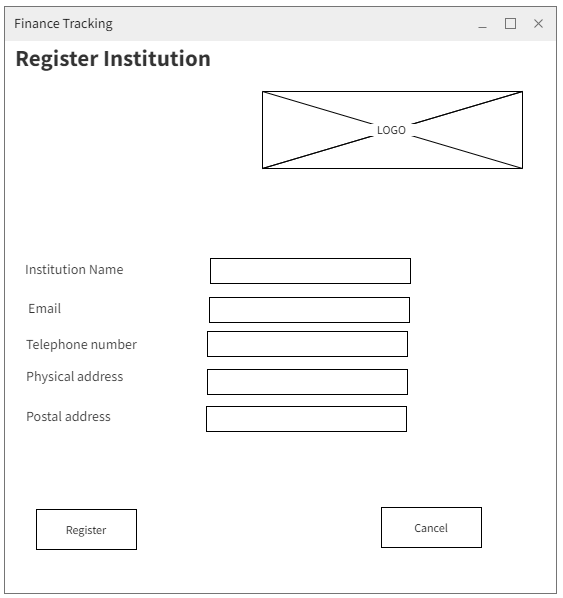 Finance Tracking
Register Institution
LOGO
Institution Name
Email
Telephone number
Physical address
Postal address
Register
Cancel